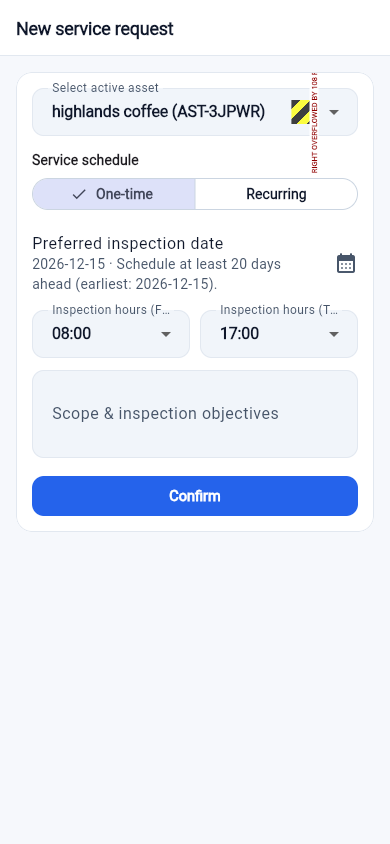 New service request
Select active asset
highlands coffee (AST-3JPWR)
RIGHT OVERFLOWED BY 108
Service schedule
One-time
Recurring
Preferred inspection date
2026-12-15 · Schedule at least 20 days
ahead (earliest: 2026-12-15).
Inspection hours (F…
Inspection hours (T…
08:00
17:00
Scope & inspection objectives
Confirm